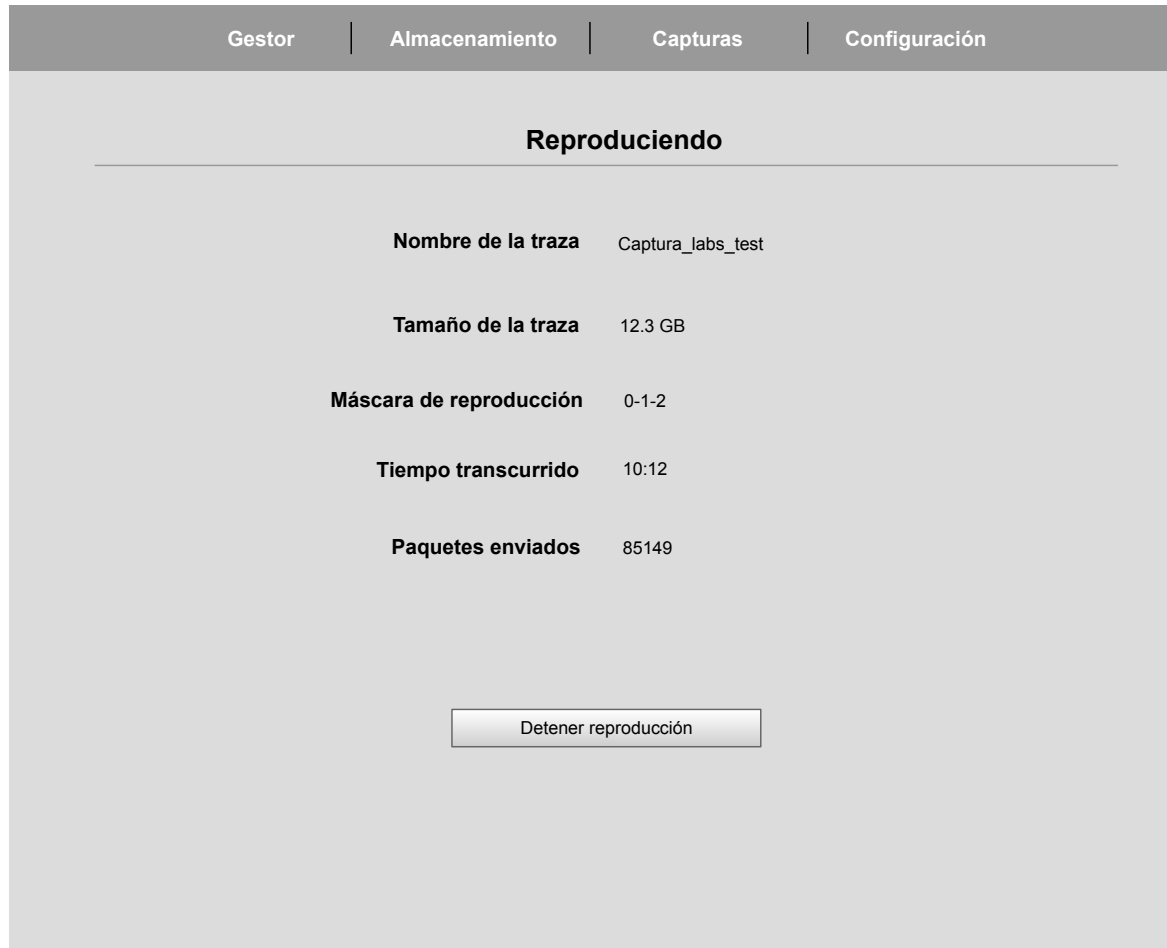 Gestor Almacenamiento Capturas Configuración
Reproduciendo
Nombre de la traza Captura_labs_test
Tamaño de la traza 12.3 GB
Máscara de reproducción 0-1-2
Tiempo transcurrido 10:12
Paquetes enviados 85149
Detener reproducción